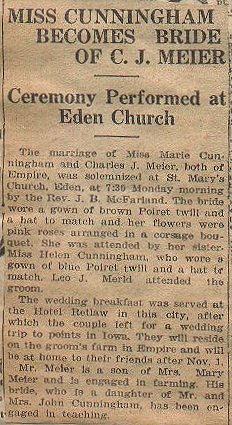 MISS CUNNINGHAM
BECOMES BRIDE
OF C. J. MEIER
Ceremony Performed at
Eden Church
The marriage of Miss Marie Cun-
ningham and Charles J. Meier, both of
Empire, was solemnized at St. Mary's
Church, Eden, at 7:30 Monday morning
by the Rev. J. B. McFarland. The bride
wore a gown of brown Poiret twill and
a hat to match and her flowers were
pink roses arranged in a corsage bou-
quet. She was attended by her sister.
Miss Helen Cunningham, who wore a
gown of blue Poiret twill and a hat to
match. Leo J. Merld attended the
groom.
The wedding breakfast was served at
the Hotel Retlaw in this city, after
which the couple left for a wedding
trip to points in Iowa. They will reside
on the groom's farm in Empire and will
be at home to their friends after Nov. 1.
Mr. Meier is a son of Mrs. Mary
Meier and is engaged in farming. His
bride, who is a daughter of Mr. and
Mrs. John Cunningham, has been en-
gaged in teaching.